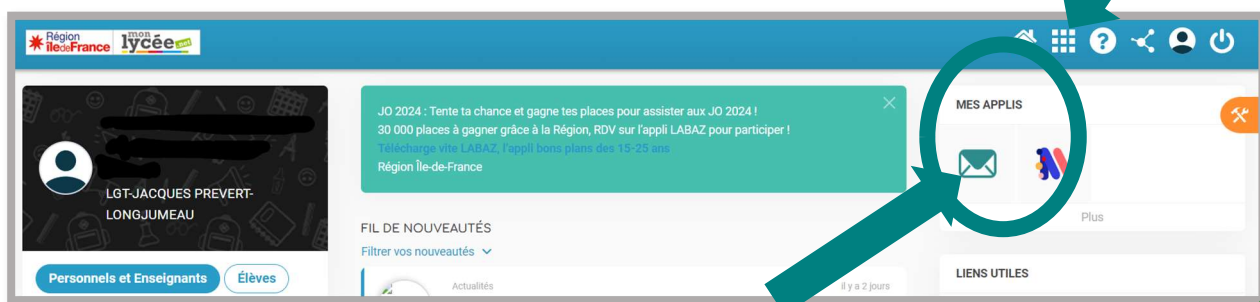 Région
îledeFrance
mon
lycée.net
LGT-JACQUES PREVERT-
LONGJUMEAU
Personnels et Enseignants
Élèves
JO 2024 : Tente ta chance et gagne tes places pour assister aux JO 2024 !
30 000 places à gagner grâce à la Région, RDV sur l'appli LABAZ pour participer !
Télécharge vite LABAZ, l'appli bons plans des 15-25 ans
Région Île-de-France
FIL DE NOUVEAUTÉS
Filtrer vos nouveautés
Actualités
il y a 2 jours
MES APPLIS
Plus
LIENS UTILES